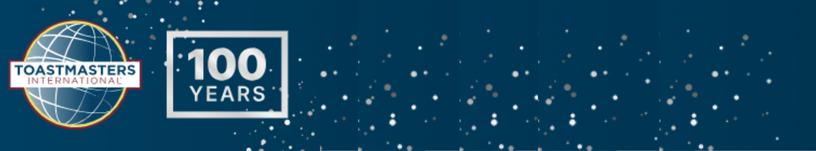 TOASTMASTERS
INTERNATIONAL
100
YEARS